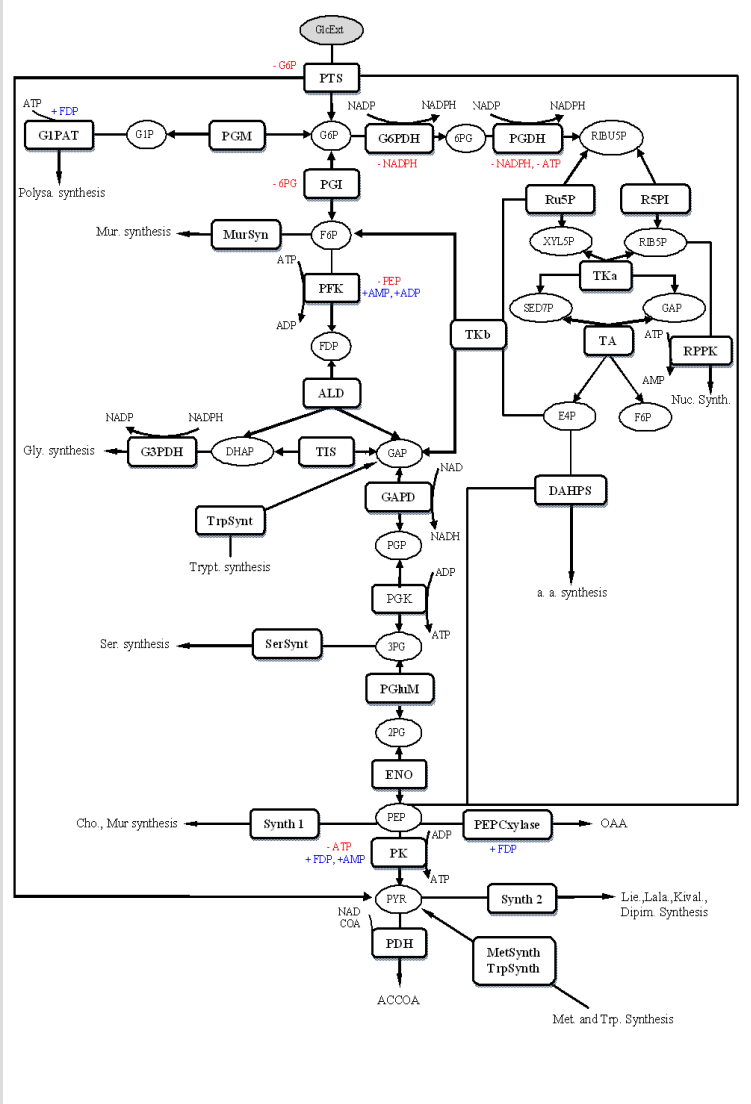 GlcExt
- G6P
PTS
ATP
+ FDP
NADP
NADPH
NADP
NADPH
G1PAT
G1P
PGM
G6P
G6PDH
6PG
PGDH
RIBU5P
- NADPH
- NADPH, - ATP
Polysa. synthesis
- 6PG
PGI
Ru5P
R5PI
Mur. synthesis
MurSyn
F6P
XYL5P
RIB5P
ATP
PFK
- PEP
+AMP, +ADP
TKa
ADP
SED7P
GAP
FDP
TKb
TA
ATP
RPPK
AMP
ALD
Nuc. Synth.
NADP
NADPH
E4P
F6P
Gly. synthesis
G3PDH
DHAP
TIS
GAP
NAD
GAPD
DAHPS
TrpSynt
NADH
PGP
Trypt. synthesis
ADP
a. a. synthesis
PGK
ATP
Ser. synthesis
SerSynt
3PG
PGluM
2PG
ENO
Cho., Mur synthesis
Synth 1
PEP
PEPCxylase
OAA
- ATP
+ FDP, +AMP
PK
ADP
+ FDP
ATP
PYR
Synth 2
Lie.,Lala.,Kival.,
Dipim. Synthesis
NAD
COA
PDH
MetSynth
TrpSynth
ACCOA
Met. and Trp. Synthesis